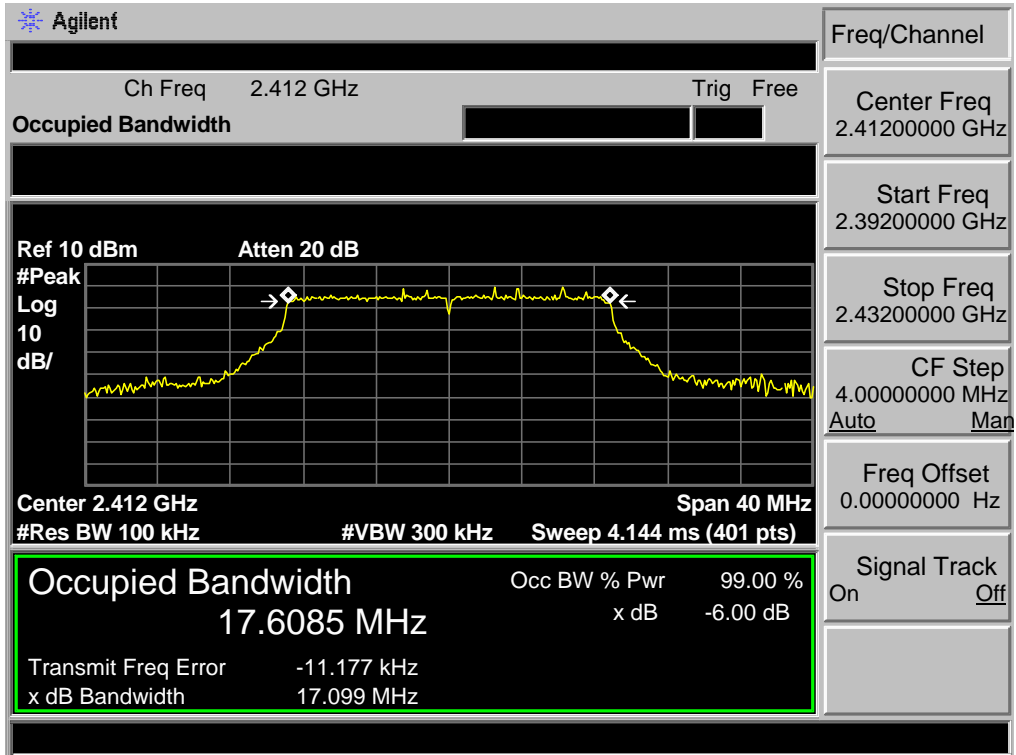 Agilent
Freq/Channel
Ch Freq 2.412 GHz Trig Free
Occupied Bandwidth
Center Freq
2.41200000 GHz
Start Freq
2.39200000 GHz
Stop Freq
2.43200000 GHz
CF Step
4.00000000 MHz
Auto Man
Freq Offset
0.00000000 Hz
Signal Track
On Off
Ref 10 dBm Atten 20 dB
#Peak
Log
10
dB/
Center 2.412 GHz Span 40 MHz
#Res BW 100 kHz #VBW 300 kHz Sweep 4.144 ms (401 pts)
Occupied Bandwidth Occ BW % Pwr 99.00 %
17.6085 MHz x dB -6.00 dB
Transmit Freq Error -11.177 kHz
x dB Bandwidth 17.099 MHz